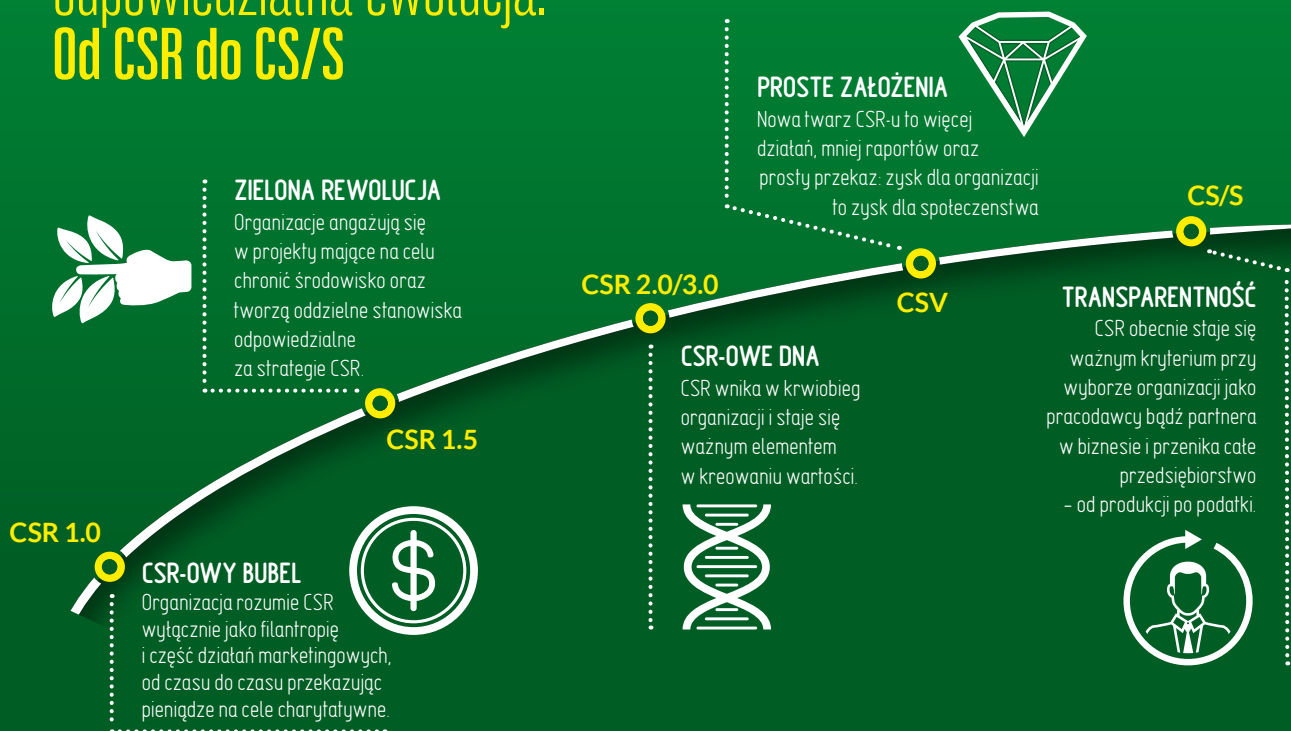 odpowiedzialna ewolucja.
Od CSR do CS/S
PROSTE ZAŁOŻENIA
Nowa twarz CSR-u to więcej
działań, mniej raportów oraz
prosty przekaz: zysk dla organizacji
to zysk dla społeczenstwa
ZIELONA REWOLUCJA
Organizacje angażują się
w projekty mające na celu
chronić środowisko oraz
tworzą oddzielne stanowiska
odpowiedzialne
za strategie CSR.
CS/S
CSR 2.0/3.0
CSV
TRANSPARENTNOŚĆ
CSR obecnie staje się
ważnym kryterium przy
wyborze organizacji jako
pracodawcy bądź partnera
w biznesie i przenika całe
przedsiębiorstwo
– od produkcji po podatki.
CSR-OWE DNA
CSR wnika w krwiobieg
organizacji i staje się
ważnym elementem
w kreowaniu wartości.
CSR 1.5
CSR 1.0
CSR-OWY BUBEL
Organizacja rozumie CSR
wyłącznie jako filantropię
i część działań marketingowych,
od czasu do czasu przekazując
pieniądze na cele charytatywne.
$